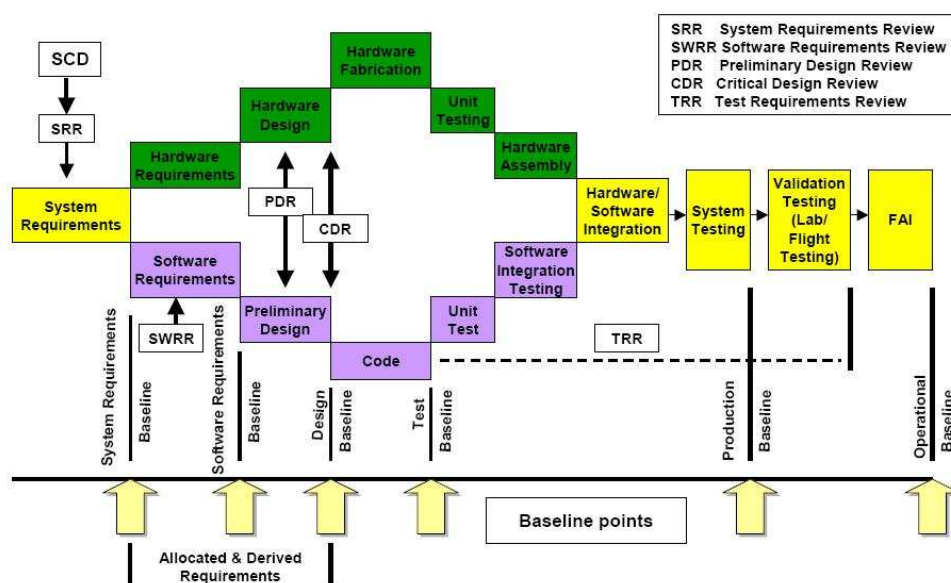 SCD
SRR
Hardware
Fabrication
SRR System Requirements Review
SWRR Software Requirements Review
PDR Preliminary Design Review
CDR Critical Design Review
TRR Test Requirements Review
Hardware
Design
Unit
Testing
Hardware
Requirements
Hardware
Assembly
System
Requirements
PDR
CDR
Hardware/
Software
Integration
System
Testing
Validation
Testing
(Lab/
Flight
Testing)
FAI
Software
Requirements
Software
Integration
Testing
SWRR
Preliminary
Design
Unit
Test
Code
TRR
System Requirements
Baseline
Software Requirements
Baseline
Design
Baseline
Test
Baseline
Production
Baseline
Operational
Baseline
Baseline points
Allocated & Derived
Requirements